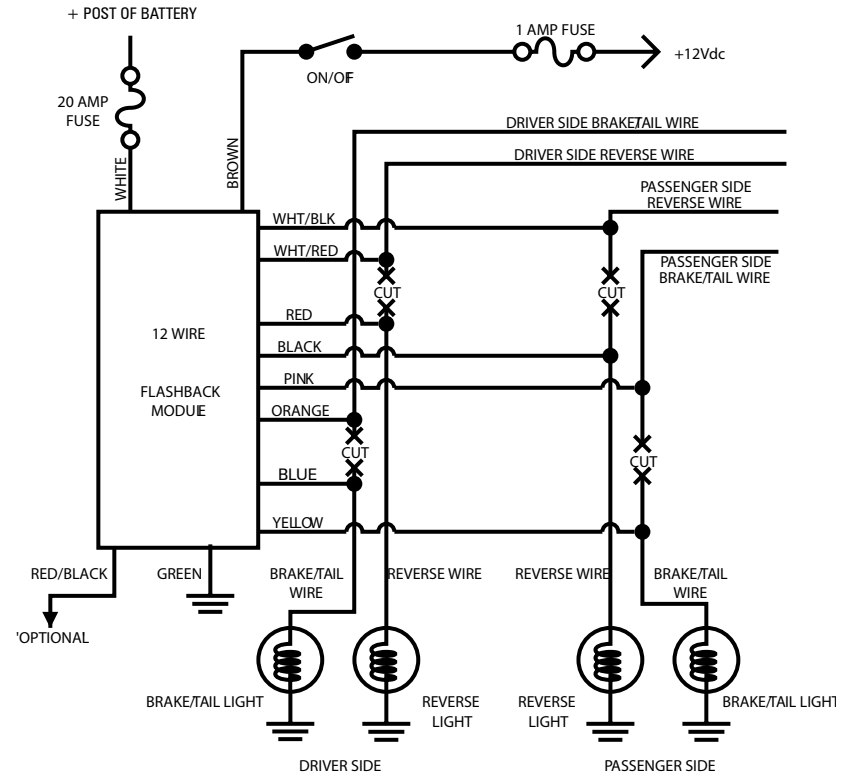 + POST OF BATTERY
1 AMP FUSE
+12Vdc
ON/OFF
20 AMP
FUSE
WHITE
BROWN
DRIVER SIDE BRAKE/TAIL WIRE
DRIVER SIDE REVERSE WIRE
PASSENGER SIDE
REVERSE WIRE
PASSENGER SIDE
BRAKE/TAIL WIRE
WHT/BLK
WHT/RED
CUT
CUT
RED
12 WIRE
BLACK
PINK
FLASHBACK
MODULE
ORANGE
CUT
CUT
BLUE
YELLOW
RED/BLACK
GREEN
BRAKE/TAIL
WIRE
REVERSE WIRE
REVERSE WIRE
BRAKE/TAIL
WIRE
'OPTIONAL
BRAKE/TAIL LIGHT
REVERSE
LIGHT
REVERSE
LIGHT
BRAKE/TAIL LIGHT
DRIVER SIDE
PASSENGER SIDE